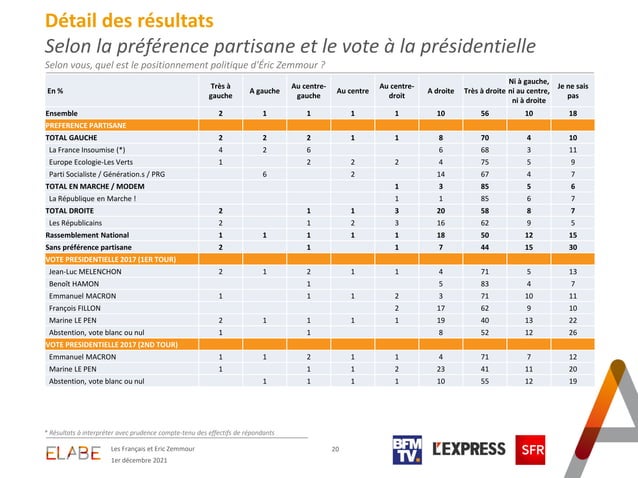 Détail des résultats
Selon la préférence partisane et le vote à la présidentielle
Selon vous, quel est le positionnement politique d'Éric Zemmour ?
En % Très à gauche A gauche Au centre-gauche Au centre Au centre-droit A droite Très à droite Ni à gauche, ni au centre, ni à droite Je ne sais pas
Ensemble 2 1 1 1 1 10 56 10 18
PREFERENCE PARTISANE
TOTAL GAUCHE 2 2 2 1 1 8 70 4 10
La France Insoumise (*) 4 2 6 6 68 3 11
Europe Ecologie-Les Verts 1 2 2 2 4 75 5 9
Parti Socialiste / Génération.s / PRG 6 2 14 67 4 7
TOTAL EN MARCHE / MODEM 1 3 85 5 6
La République en Marche ! 1 1 85 6 7
TOTAL DROITE 2 1 1 3 20 58 8 7
Les Républicains 2 1 2 3 16 62 9 5
Rassemblement National 1 1 1 1 1 18 50 12 15
Sans préférence partisane 2 1 1 7 44 15 30
VOTE PRESIDENTIELLE 2017 (1ER TOUR)
Jean-Luc MELENCHON 2 1 2 1 1 4 71 5 13
Benoît HAMON 1 5 83 4 7
Emmanuel MACRON 1 1 1 2 3 71 10 11
François FILLON 2 17 62 9 10
Marine LE PEN 2 1 1 1 1 19 40 13 22
Abstention, vote blanc ou nul 1 1 8 52 12 26
VOTE PRESIDENTIELLE 2017 (2ND TOUR)
Emmanuel MACRON 1 1 2 1 1 4 71 7 12
Marine LE PEN 1 1 1 2 23 41 11 20
Abstention, vote blanc ou nul 1 1 1 1 10 55 12 19
* Résultats à interpréter avec prudence compte-tenu des effectifs de répondants
ELABE
Les Français et Eric Zemmour
1er décembre 2021
20
BFM TV.
L'EXPRESS
SFR